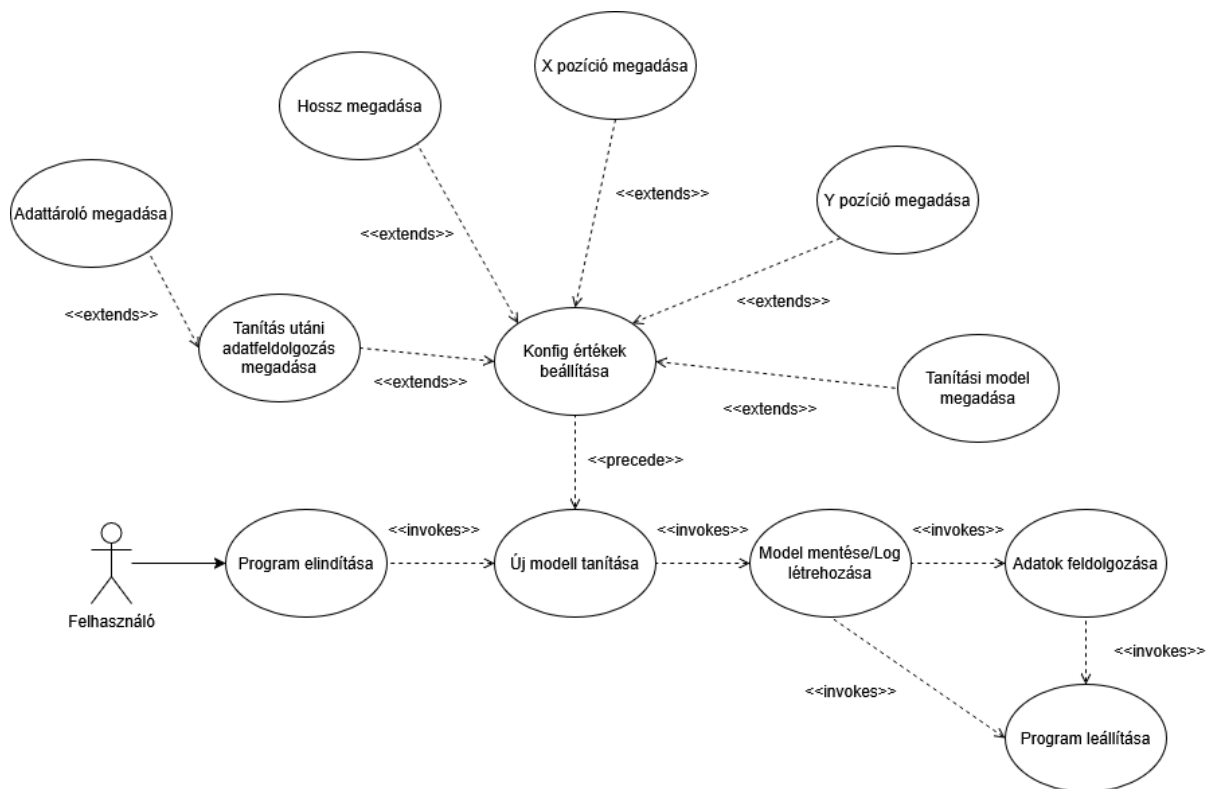 X pozíció megadása
Hossz megadása
<<extends>>
Y pozíció megadása
Adattároló megadása
<<extends>>
<<extends>>
<<extends>>
Tanítás utáni
adatfeldolgozás
megadása
Konfig értékek
beállítása
<<extends>>
Tanítási model
megadása
<<extends>>
<<precede>>
<<invokes>>
<<invokes>>
<<invokes>>
Program elindítása
Új modell tanítása
Model mentése/Log
létrehozása
Adatok feldolgozása
Felhasználó
<<invokes>>
<<invokes>>
Program leállítása